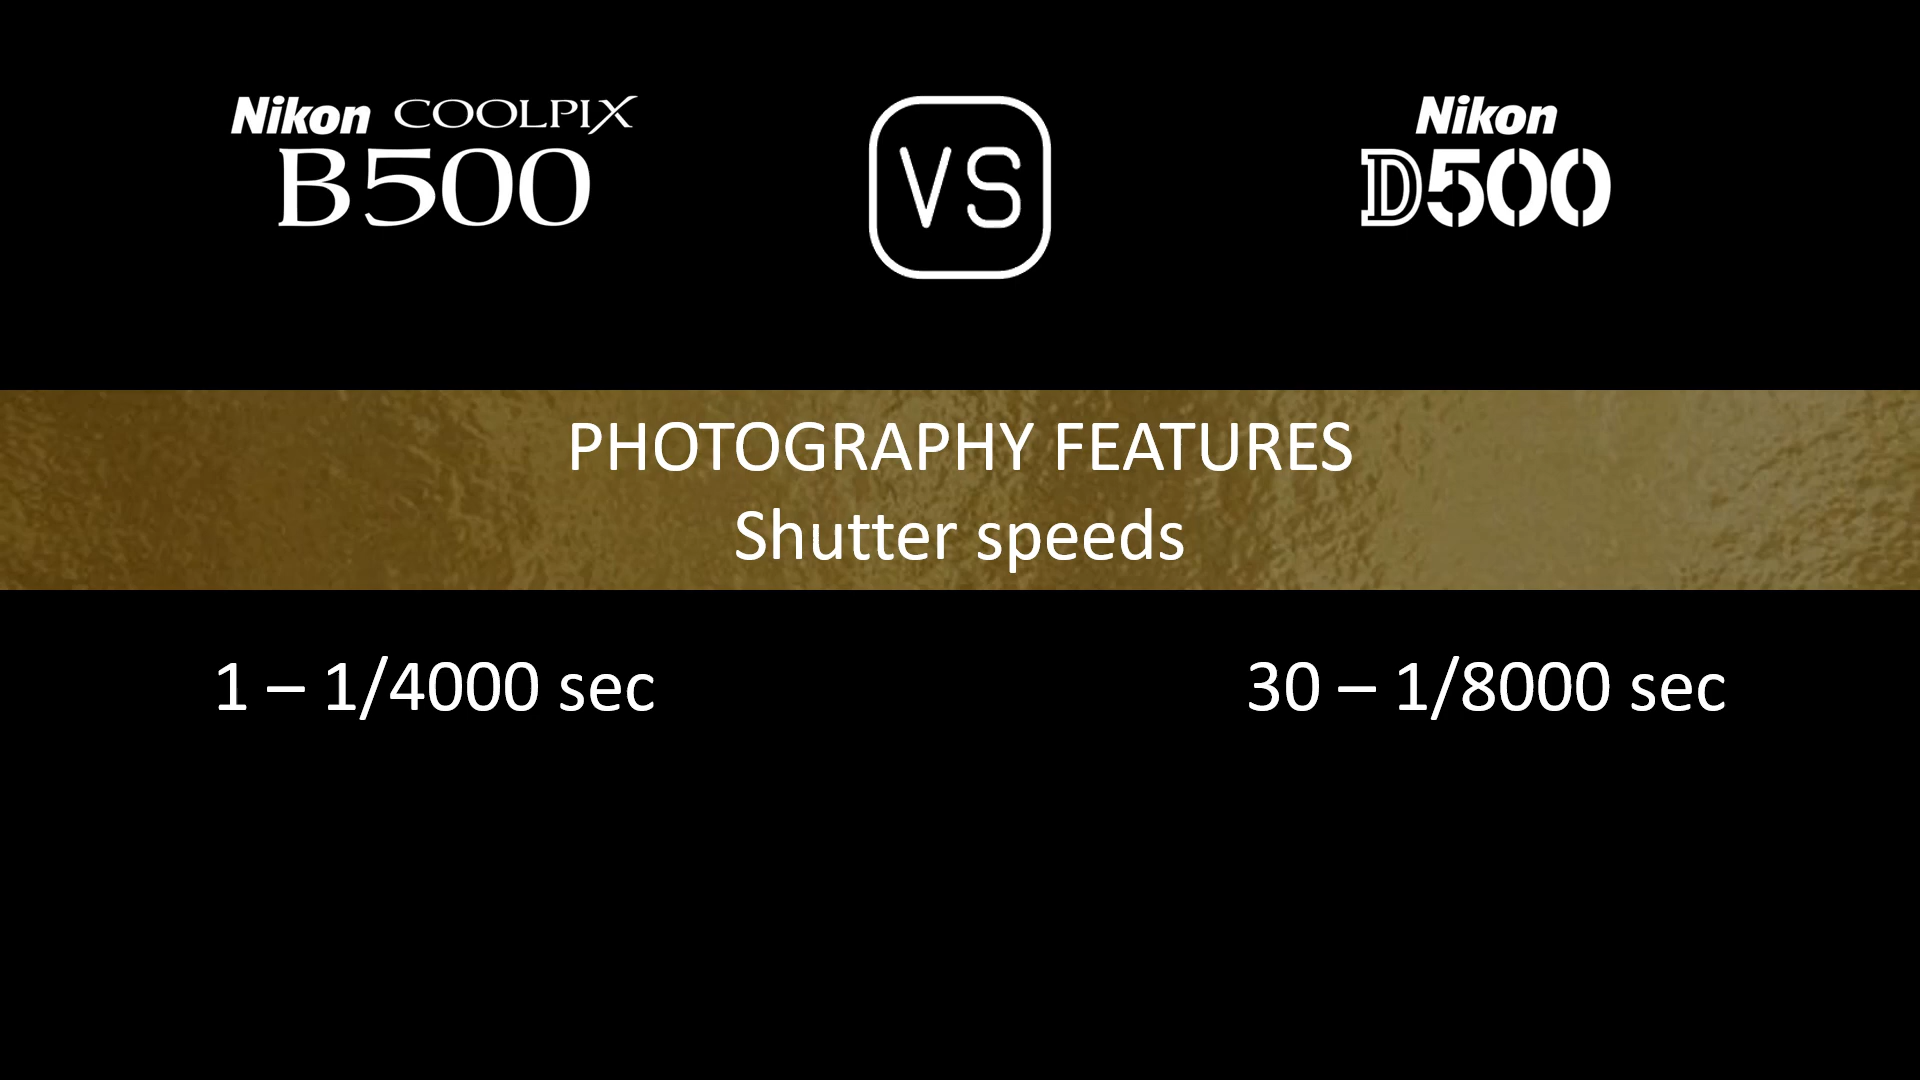 Nikon COOLPIX
B500
VS
Nikon
D500
PHOTOGRAPHY FEATURES
Shutter speeds
1 – 1/4000 sec
30 – 1/8000 sec